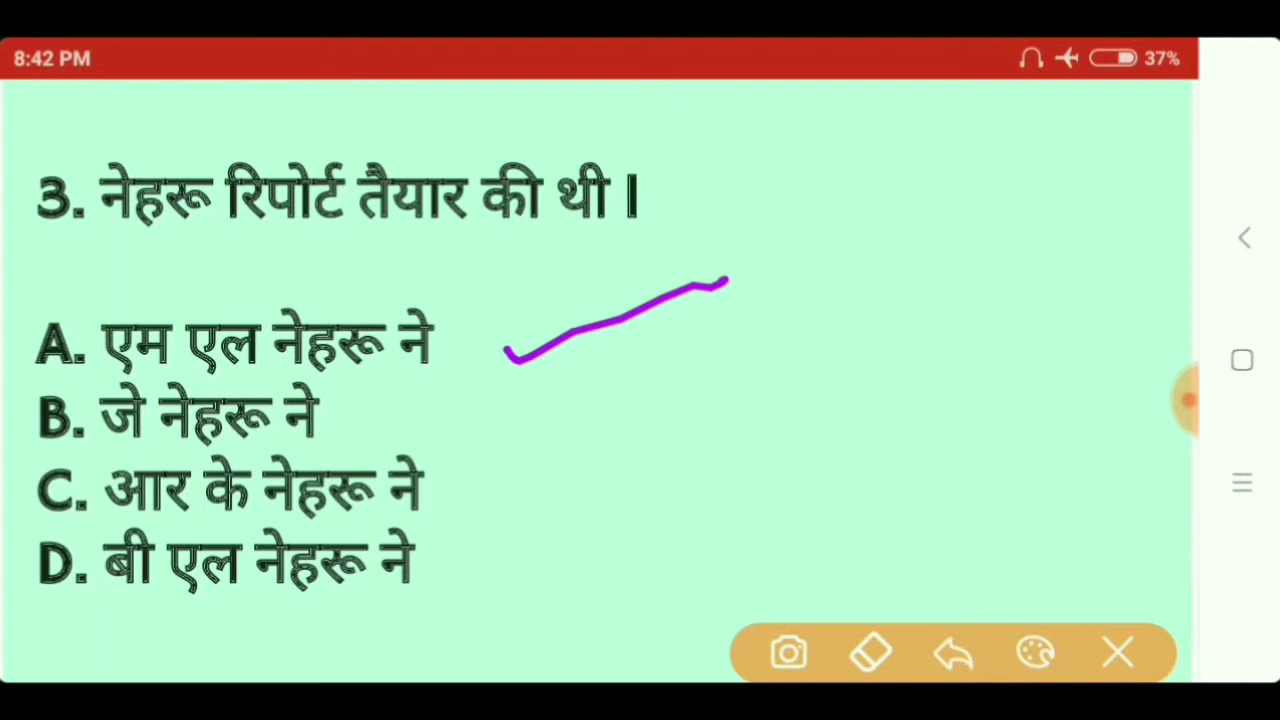 8:42 PM
37%
3. नेहरू रिपोर्ट तैयार की थी ।
A. एम एल नेहरू ने
B. जे नेहरू ने
C. आर के नेहरू ने
D. बी एल नेहरू ने